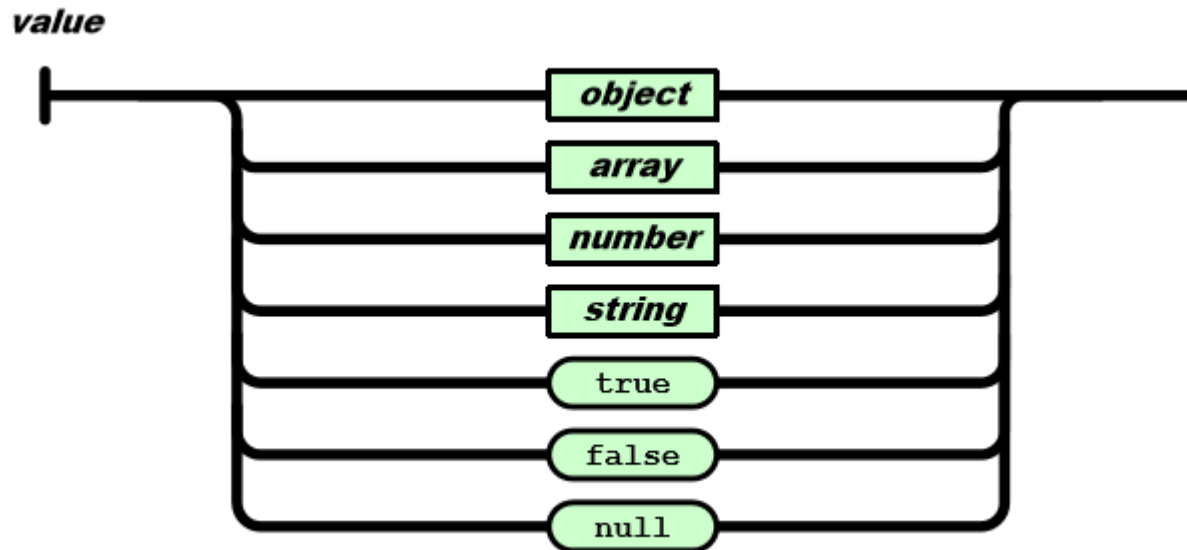 value
object
array
number
string
true
false
null